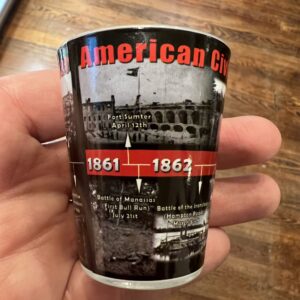 American Ci
Fort Sumter
April 12th
1861
1862
Battle of Manassas
(First Bull Run)
July 21st
Battle of the
(Hampton